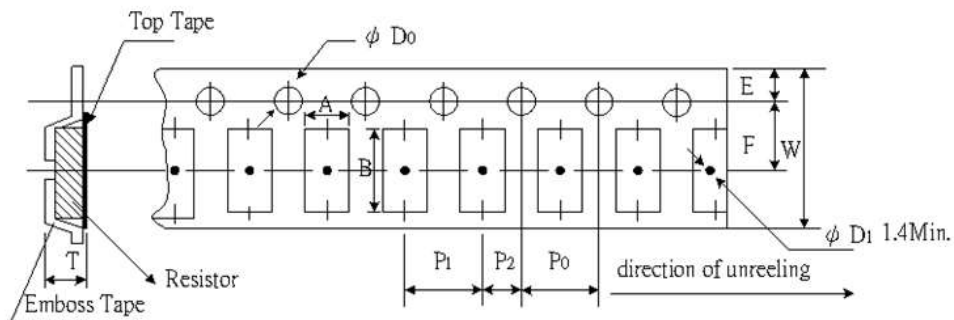 Top Tape
ϕ D0
E
A
F
W
B
ϕ D1 1.4Min.
T
P1
P2
P0
direction of unreeling
Resistor
Emboss Tape